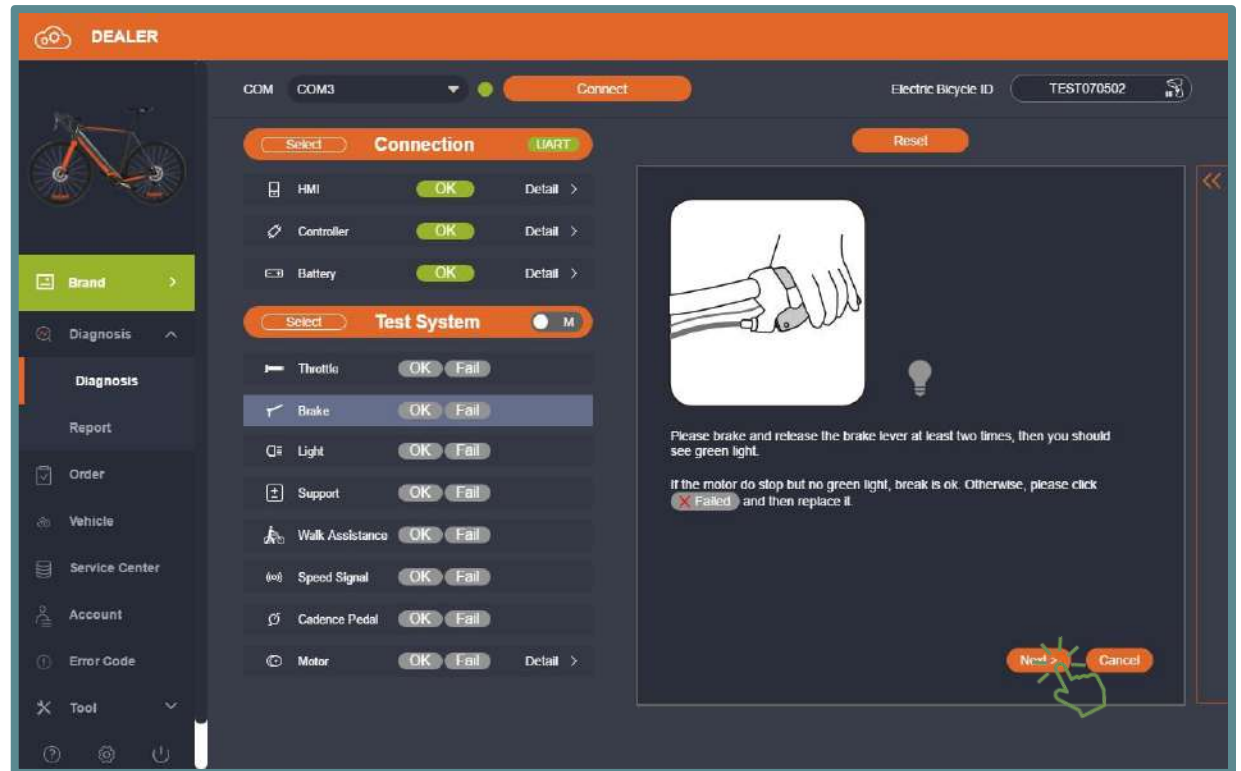 DEALER
COM COM3 Connect Electric Bicycle ID TEST070502
Select Connection UART
Reset
HMI OK Detail >
Controller OK Detail >
Battery OK Detail >
Select Test System M
Throttle OK Fail
Brake OK Fail
Light OK Fail
Support OK Fail
Walk Assistance OK Fail
Speed Signal OK Fail
Cadence Pedal OK Fail
Motor OK Fail Detail >
Brand >
Diagnosis
Diagnosis
Report
Order
Vehicle
Service Center
Account
Error Code
Tool
Please brake and release the brake lever at least two times, then you should
see green light.
If the motor do stop but no green light, break is ok. Otherwise, please click
Failed and then replace it.
Next > Cancel